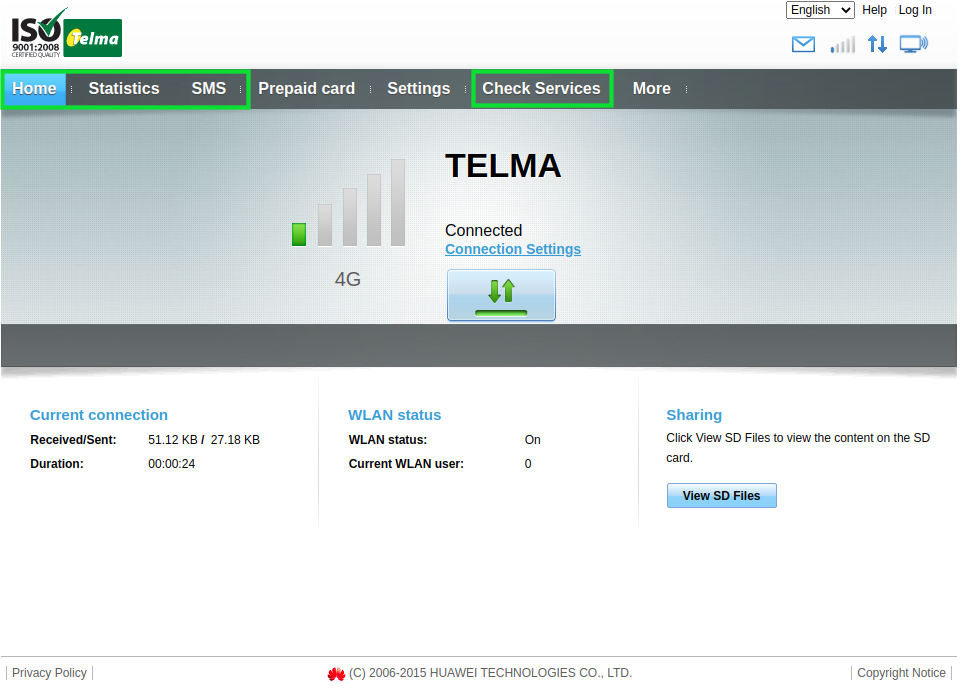 English Help Log In
ISO
9001:2008
CERTIFIED QUALITY
Telma
Home Statistics SMS Prepaid card Settings Check Services More
TELMA
Connected
Connection Settings
4G
Current connection
Received/Sent: 51.12 KB / 27.18 KB
Duration: 00:00:24
WLAN status
WLAN status: On
Current WLAN user: 0
Sharing
Click View SD Files to view the content on the SD
card.
View SD Files
Privacy Policy (C) 2006-2015 HUAWEI TECHNOLOGIES CO., LTD. Copyright Notice